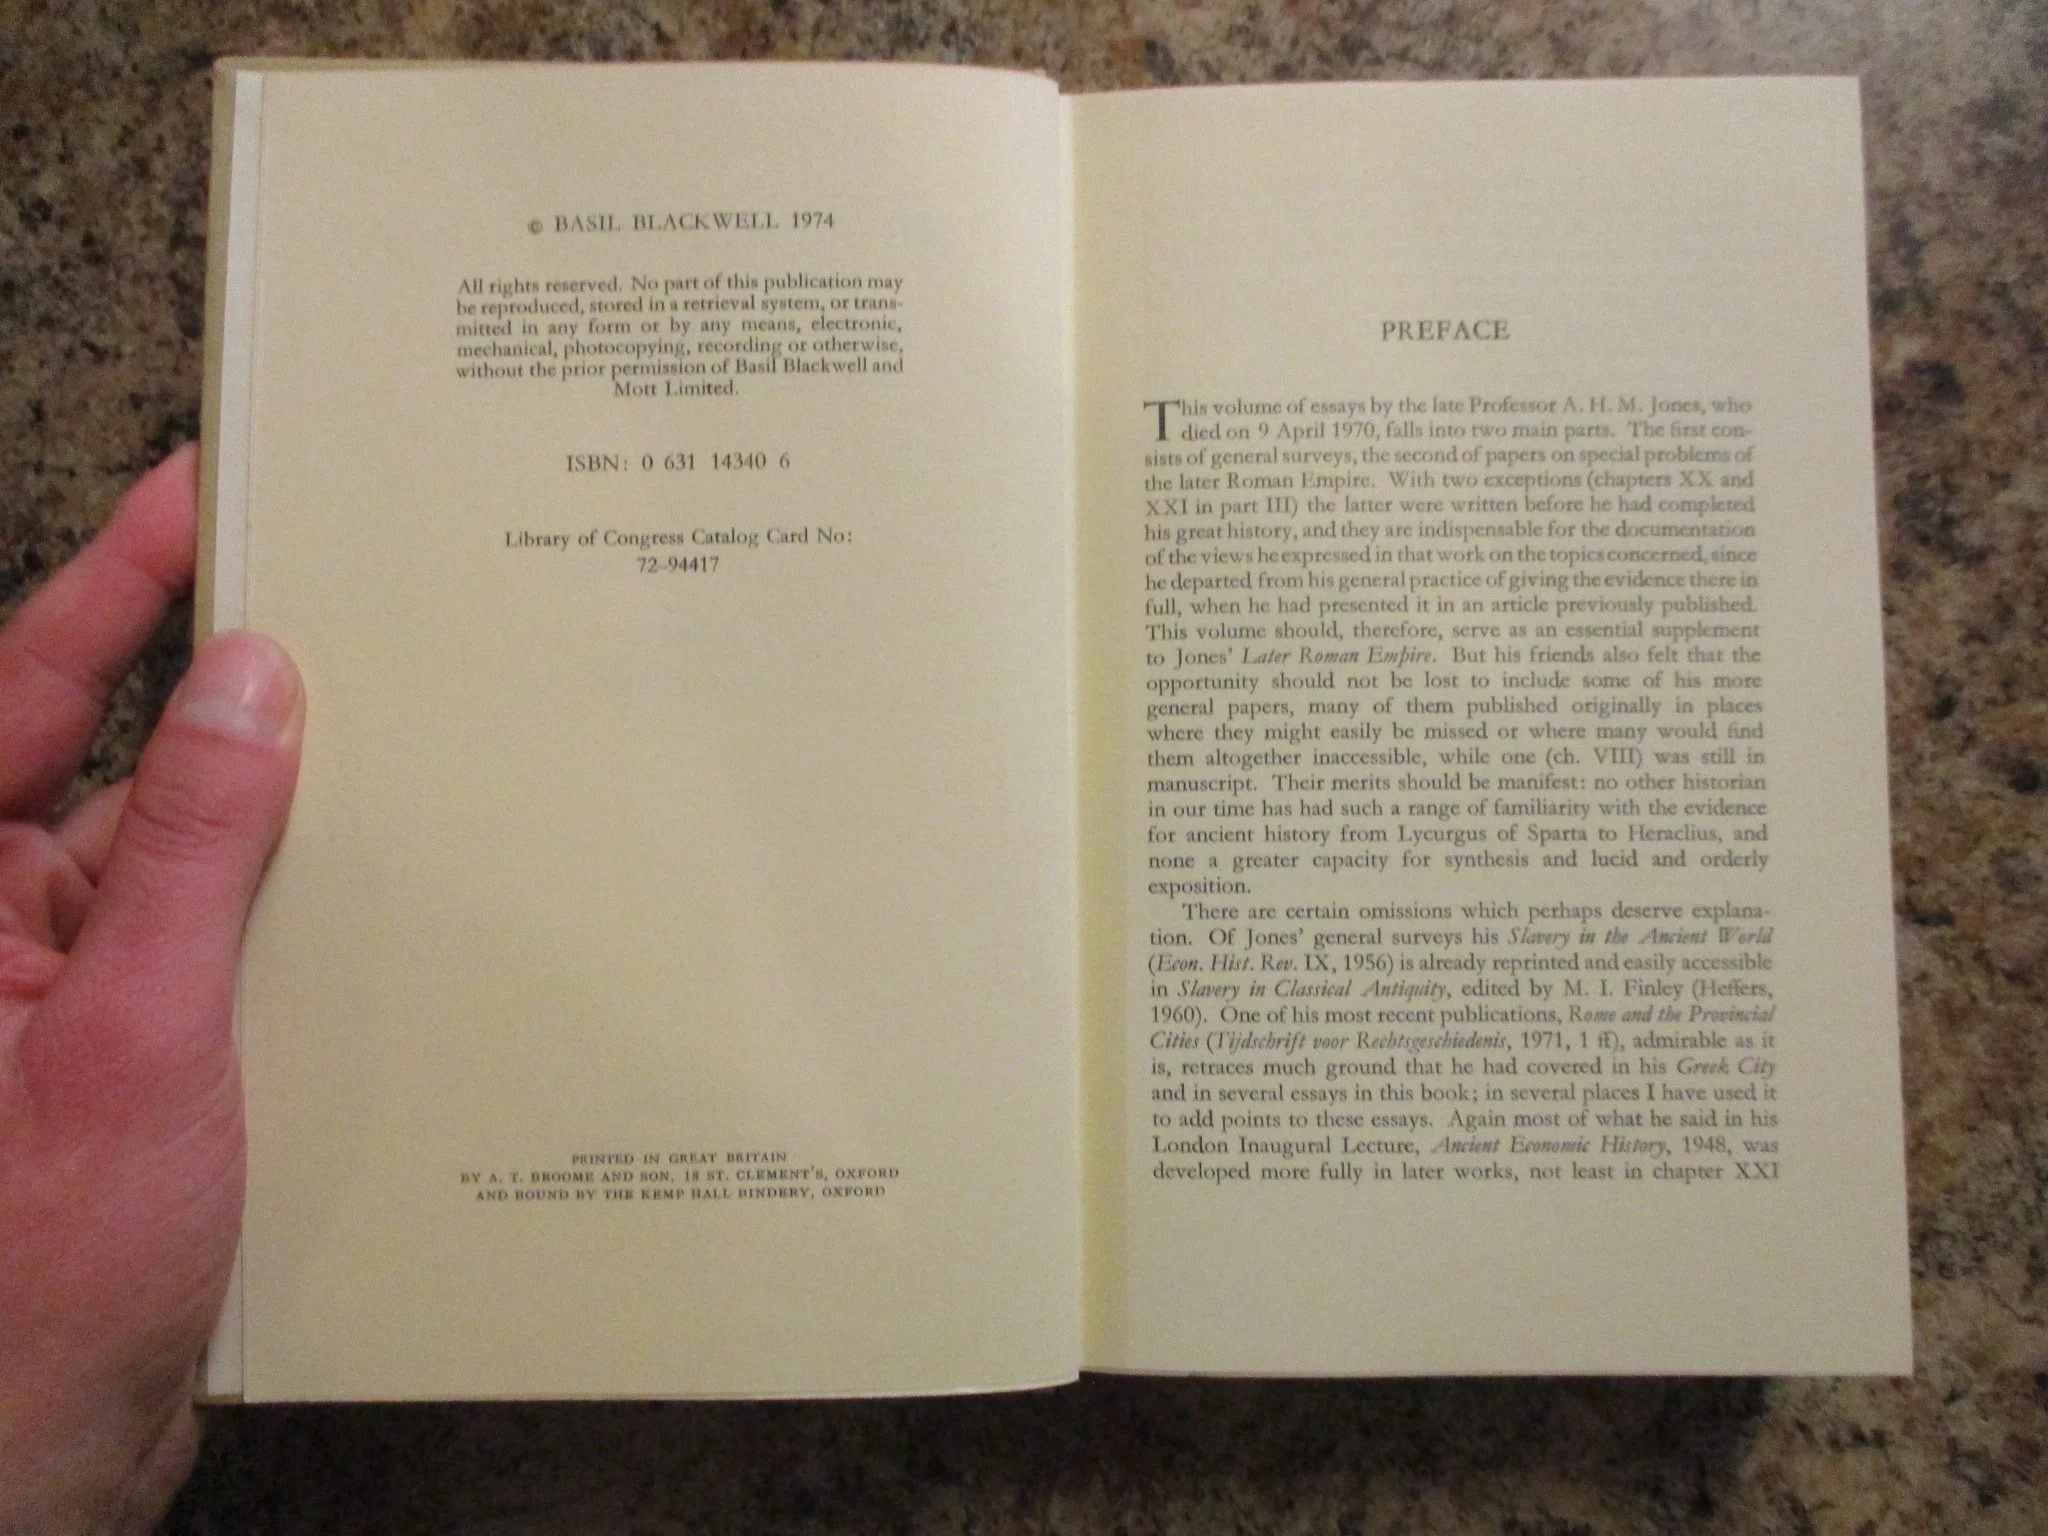 © BASIL BLACKWELL 1974
All rights reserved. No part of this publication may
be reproduced, stored in a retrieval system, or trans-
mitted in any form or by any means, electronic,
mechanical, photocopying, recording or otherwise,
without the prior permission of Basil Blackwell and
Mott Limited.
ISBN: 0 631 14340 6
Library of Congress Catalog Card No:
72-94417
PRINTED IN GREAT BRITAIN
BY A. T. BROOME AND SON, 18 ST. CLEMENT'S, OXFORD
AND BOUND BY THE KEMP HALL BINDERY, OXFORD
PREFACE
This volume of essays by the late Professor A. H. M. Jones, who
died on 9 April 1970, falls into two main parts. The first con-
sists of general surveys, the second of papers on special problems of
the later Roman Empire. With two exceptions (chapters XX and
XXI in part III) the latter were written before he had completed
his great history, and they are indispensable for the documentation
of the views he expressed in that work on the topics concerned, since
he departed from his general practice of giving the evidence there in
full, when he had presented it in an article previously published.
This volume should, therefore, serve as an essential supplement
to Jones' Later Roman Empire. But his friends also felt that the
opportunity should not be lost to include some of his more
general papers, many of them published originally in places
where they might easily be missed or where many would find
them altogether inaccessible, while one (ch. VIII) was still in
manuscript. Their merits should be manifest: no other historian
in our time has had such a range of familiarity with the evidence
for ancient history from Lycurgus of Sparta to Heraclius, and
none a greater capacity for synthesis and lucid and orderly
exposition.
There are certain omissions which perhaps deserve explana-
tion. Of Jones' general surveys his Slavery in the Ancient World
(Econ. Hist. Rev. IX, 1956) is already reprinted and easily accessible
in Slavery in Classical Antiquity, edited by M. I. Finley (Heffers,
1960). One of his most recent publications, Rome and the Provincial
Cities (Tijdschrift voor Rechtsgeschiedenis, 1971, 1 ff), admirable as it
is, retraces much ground that he had covered in his Greek City
and in several essays in this book; in several places I have used it
to add points to these essays. Again most of what he said in his
London Inaugural Lecture, Ancient Economic History, 1948, was
developed more fully in later works, not least in chapter XXI